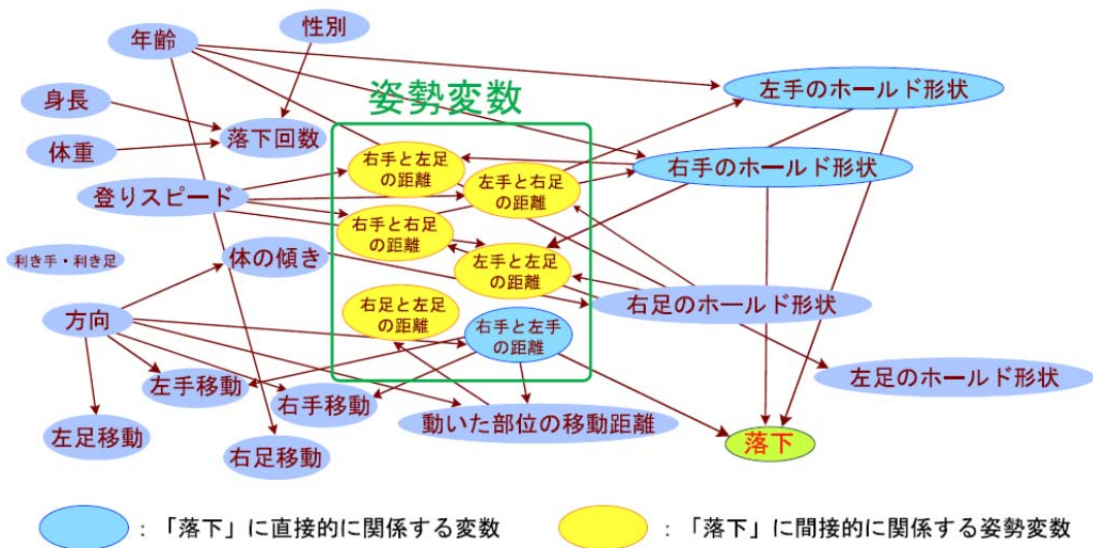 年齢
性別
身長
体重
落下回数
登りスピード
利き手・利き足
体の傾き
方向
左手移動
右手移動
左足移動
右足移動
動いた部位の移動距離
姿勢変数
右手と左足
の距離
左手と右足
の距離
右手と右足
の距離
左手と左足
の距離
右足と左足
の距離
右手と左手
の距離
左手のホールド形状
右手のホールド形状
右足のホールド形状
左足のホールド形状
落下
:「落下」に直接的に関係する変数
:「落下」に間接的に関係する姿勢変数